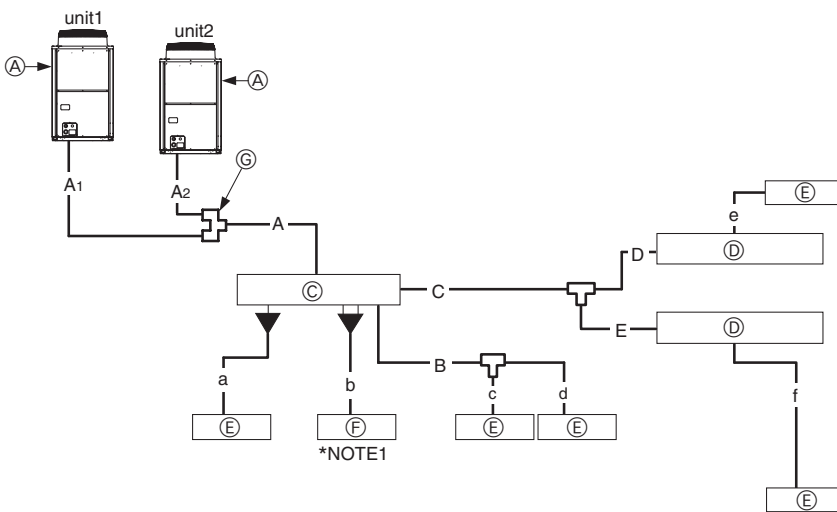 unit1
unit2
Ⓐ
Ⓐ
A1
A2
Ⓖ
A
Ⓔ
e
D
Ⓓ
Ⓒ
C
E
Ⓓ
B
a
b
c
d
f
Ⓔ
Ⓕ
Ⓔ
Ⓔ
*NOTE1
Ⓔ